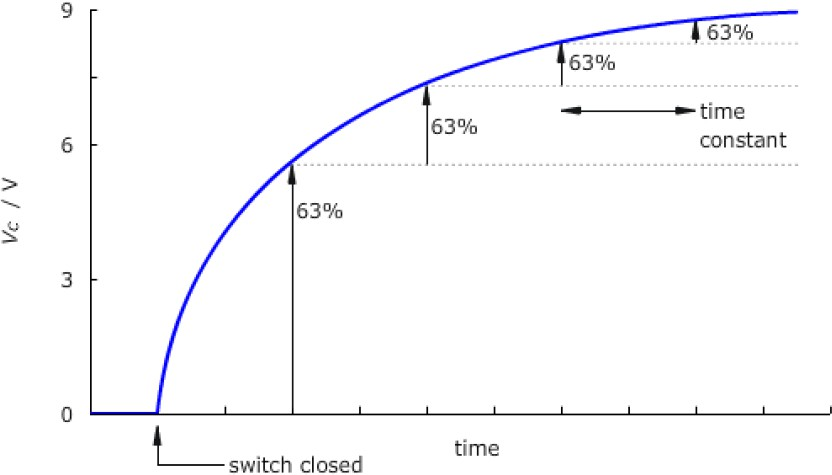 9
63%
63%
time
constant
63%
6
63%
Vc / V
3
0
time
switch closed